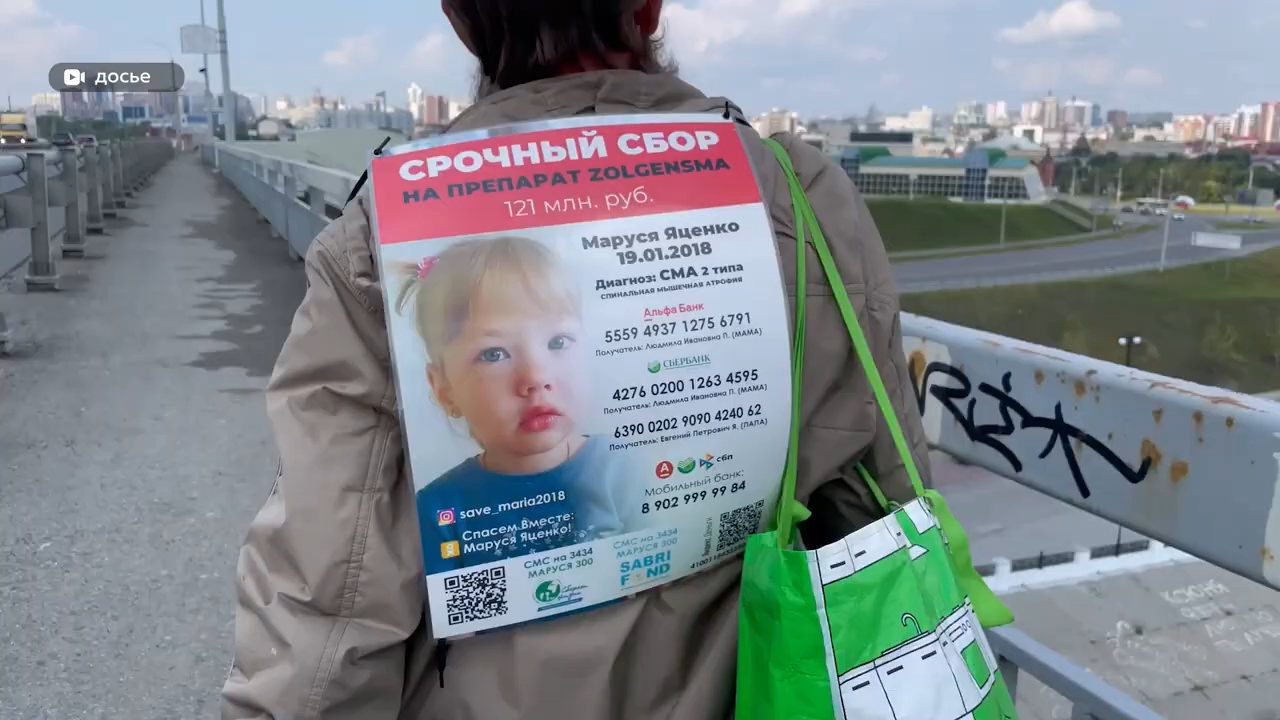 досье
СРОЧНЫЙ СБОР
НА ПРЕПАРАТ ZOLGENSMA
121 млн. руб.
Маруся Яценко
19.01.2018
Диагноз: СМА 2 типа
СПИНАЛЬНАЯ МЫШЕЧНАЯ АТРОФИЯ
Альфа Банк
5559 4937 1275 6791
Получатель: Людмила Ивановна П. (МАМА)
СБЕРБАНК
4276 0200 1263 4595
Получатель: Людмила Ивановна П. (МАМА)
6390 0202 9090 4240 62
Получатель: Евгений Петрович Я. (ПАПА)
сбп
Мобильный банк:
8 902 999 99 84
save_maria2018
Спасем Вместе:
Маруся Яценко!
СМС на 3434
МАРУСЯ 300
СМС на 3434
МАРУСЯ 300
SABRI
FOND
КСЮНЯ